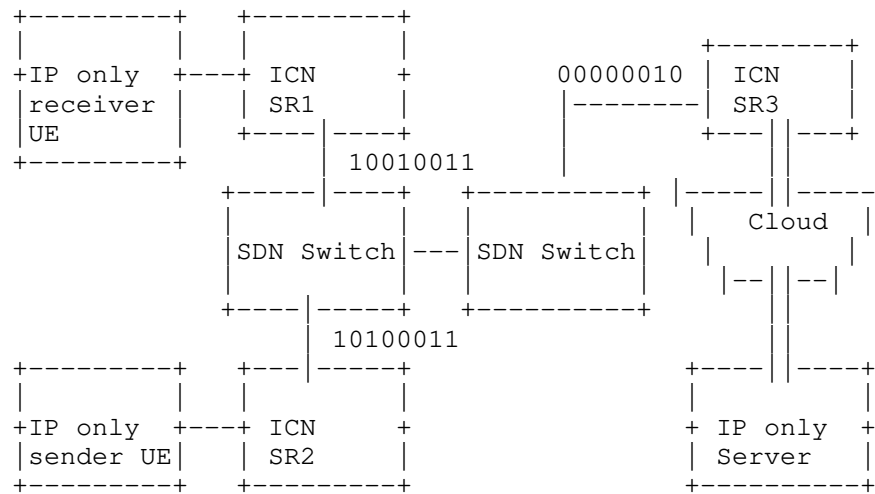 IP only ICN 00000010 ICN
receiver SR1 SR3
UE
10010011
Cloud
SDN Switch SDN Switch
10100011
IP only ICN IP only
sender UE SR2 Server